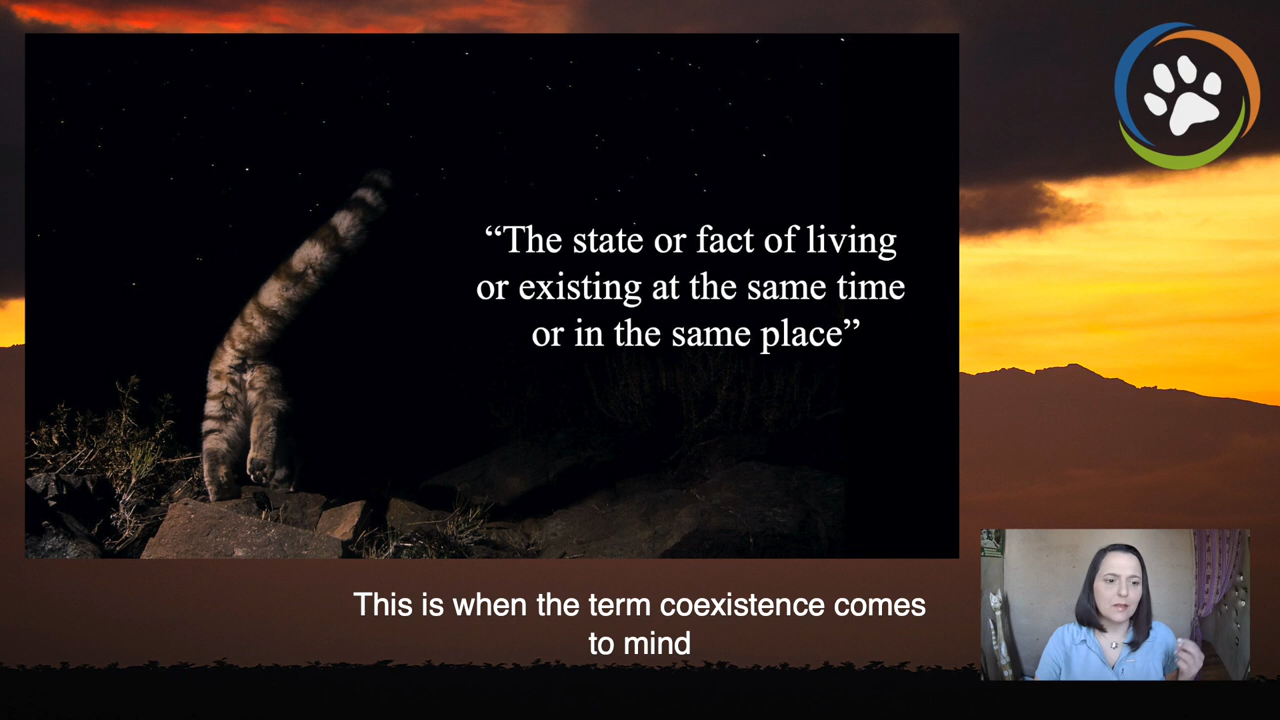 “The state or fact of living
or existing at the same time
or in the same place”
This is when the term coexistence comes
to mind